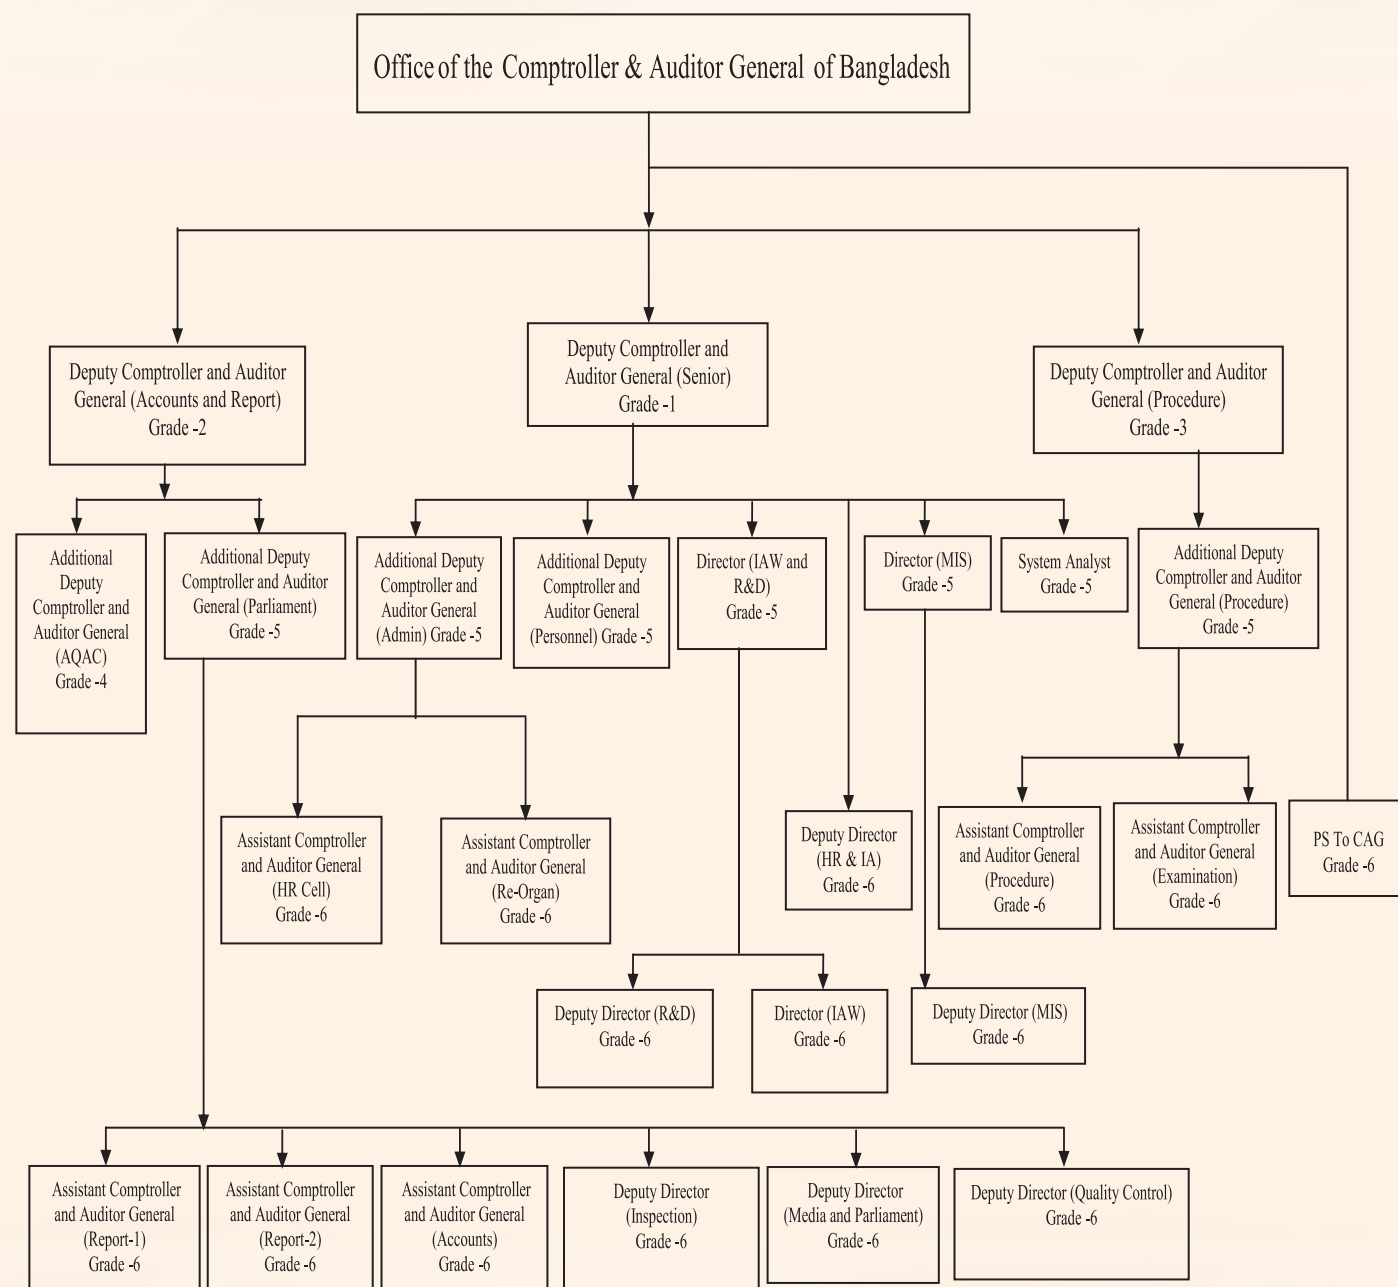 Office of the Comptroller & Auditor General of Bangladesh
Deputy Comptroller and Auditor
General (Accounts and Report)
Grade -2
Deputy Comptroller and
Auditor General (Senior)
Grade -1
Deputy Comptroller and Auditor
General (Procedure)
Grade -3
Additional
Deputy
Comptroller and
Auditor General
(AQAC)
Grade -4
Additional Deputy
Comptroller and Auditor
General (Parliament)
Grade -5
Additional Deputy
Comptroller and
Auditor General
(Admin) Grade -5
Additional Deputy
Comptroller and
Auditor General
(Personnel) Grade -5
Director (IAW and
R&D)
Grade -5
Director (MIS)
Grade -5
System Analyst
Grade -5
Additional Deputy
Comptroller and Auditor
General (Procedure)
Grade -5
Assistant Comptroller
and Auditor General
(HR Cell)
Grade -6
Assistant Comptroller
and Auditor General
(Re-Organ)
Grade -6
Deputy Director
(HR & IA)
Grade -6
Assistant Comptroller
and Auditor General
(Procedure)
Grade -6
Assistant Comptroller
and Auditor General
(Examination)
Grade -6
PS To CAG
Grade -6
Deputy Director (R&D)
Grade -6
Director (IAW)
Grade -6
Deputy Director (MIS)
Grade -6
Assistant Comptroller
and Auditor General
(Report-1)
Grade -6
Assistant Comptroller
and Auditor General
(Report-2)
Grade -6
Assistant Comptroller
and Auditor General
(Accounts)
Grade -6
Deputy Director
(Inspection)
Grade -6
Deputy Director
(Media and Parliament)
Grade -6
Deputy Director (Quality Control)
Grade -6